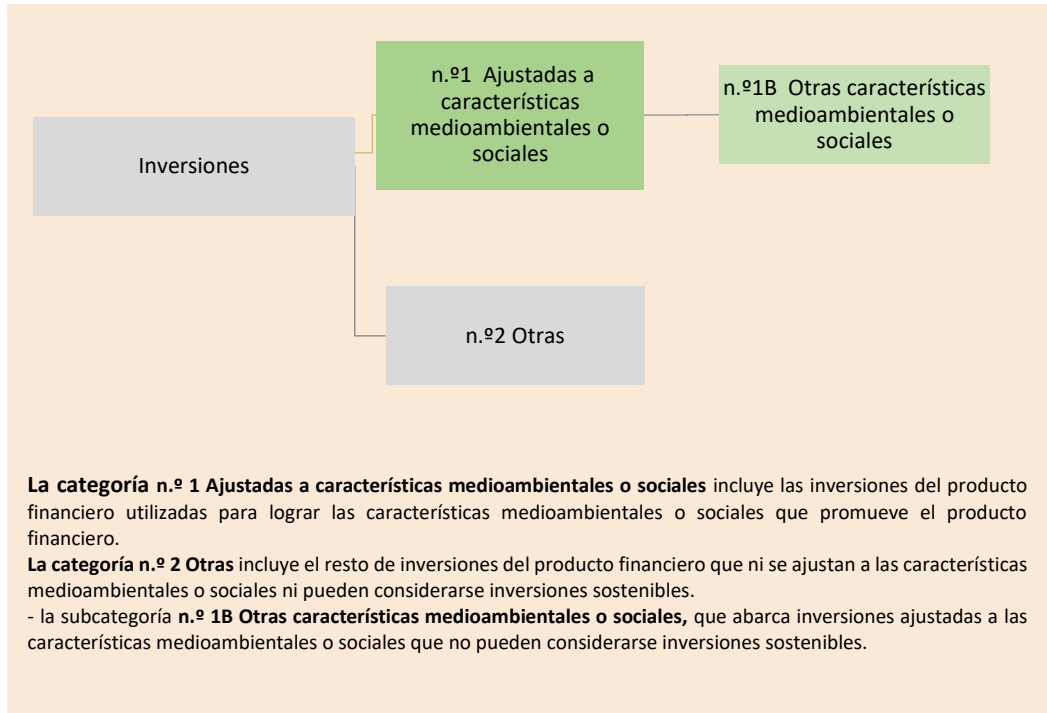 n.º1 Ajustadas a
características
medioambientales o
sociales
n.º1B Otras características
medioambientales o
sociales
Inversiones
n.º2 Otras
La categoría n.º 1 Ajustadas a características medioambientales o sociales incluye las inversiones del producto
financiero utilizadas para lograr las características medioambientales o sociales que promueve el producto
financiero.
La categoría n.º 2 Otras incluye el resto de inversiones del producto financiero que ni se ajustan a las características
medioambientales o sociales ni pueden considerarse inversiones sostenibles.
- la subcategoría n.º 1B Otras características medioambientales o sociales, que abarca inversiones ajustadas a las
características medioambientales o sociales que no pueden considerarse inversiones sostenibles.